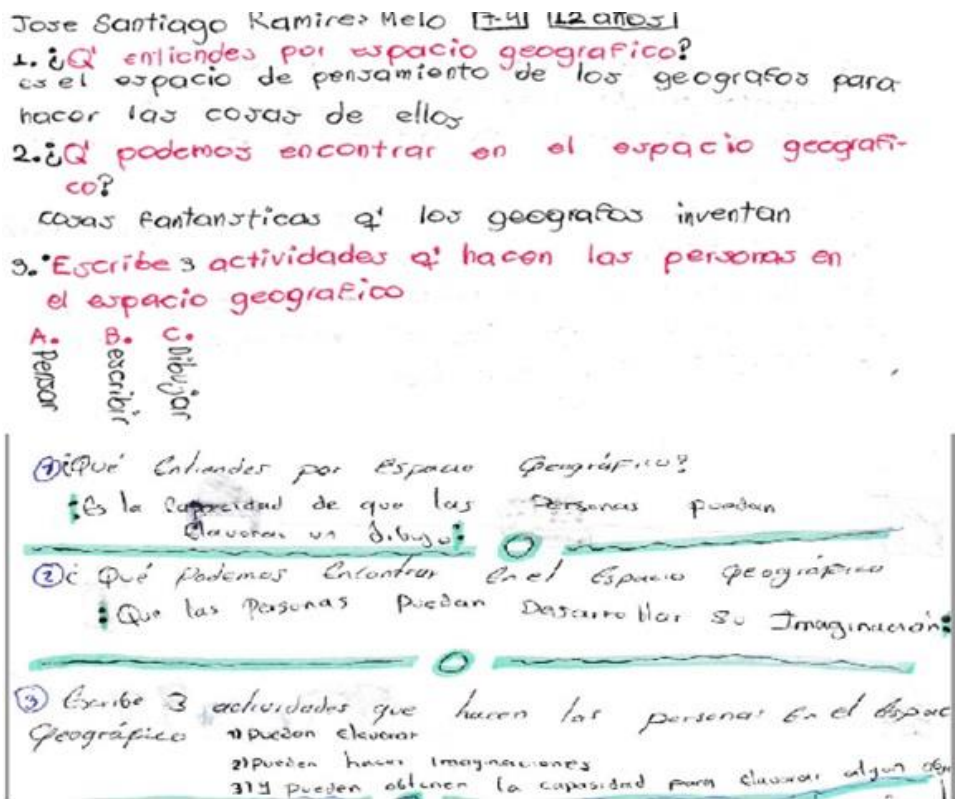 Jose Santiago Ramirez Melo 7-4 12 años
1. ¿Q' entiendes por espacio geografico?
es el espacio de pensamiento de los geografos para
hacer las cosas de ellos
2. ¿Q' podemos encontrar en el espacio geografi-
co?
cosas fantansticas q' los geografos inventan
3. Escribe 3 actividades q' hacen las personas en
el espacio geografico
A. B. C.
Pensar escribir Dibujar
1 ¿Qué Entiendes por Espacio Geográfico?
Es la Capacidad de que las Personas puedan
Elavorar un dibujo
2 ¿Qué Podemos Encontrar En el Espacio Geográfico
Que las Personas Puedan Desarrollar su Imaginación
3 Escribe 3 actividades que hacen las personas En el Espac
Geográfico 1) Pueden elavorar
2) Pueden hacer Imaginaciones
3) Y pueden obtener la capasidad para elavorar algun